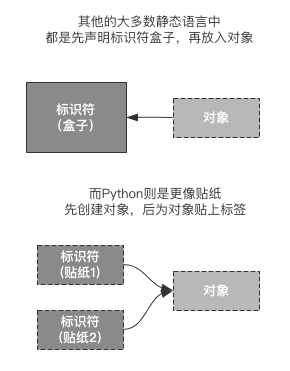 其他的大多数静态语言中
都是先声明标识符盒子，再放入对象
标识符
（盒子）
对象
而Python则是更像贴纸
先创建对象，后为对象贴上标签
标识符
（贴纸1）
对象
标识符
（贴纸2）